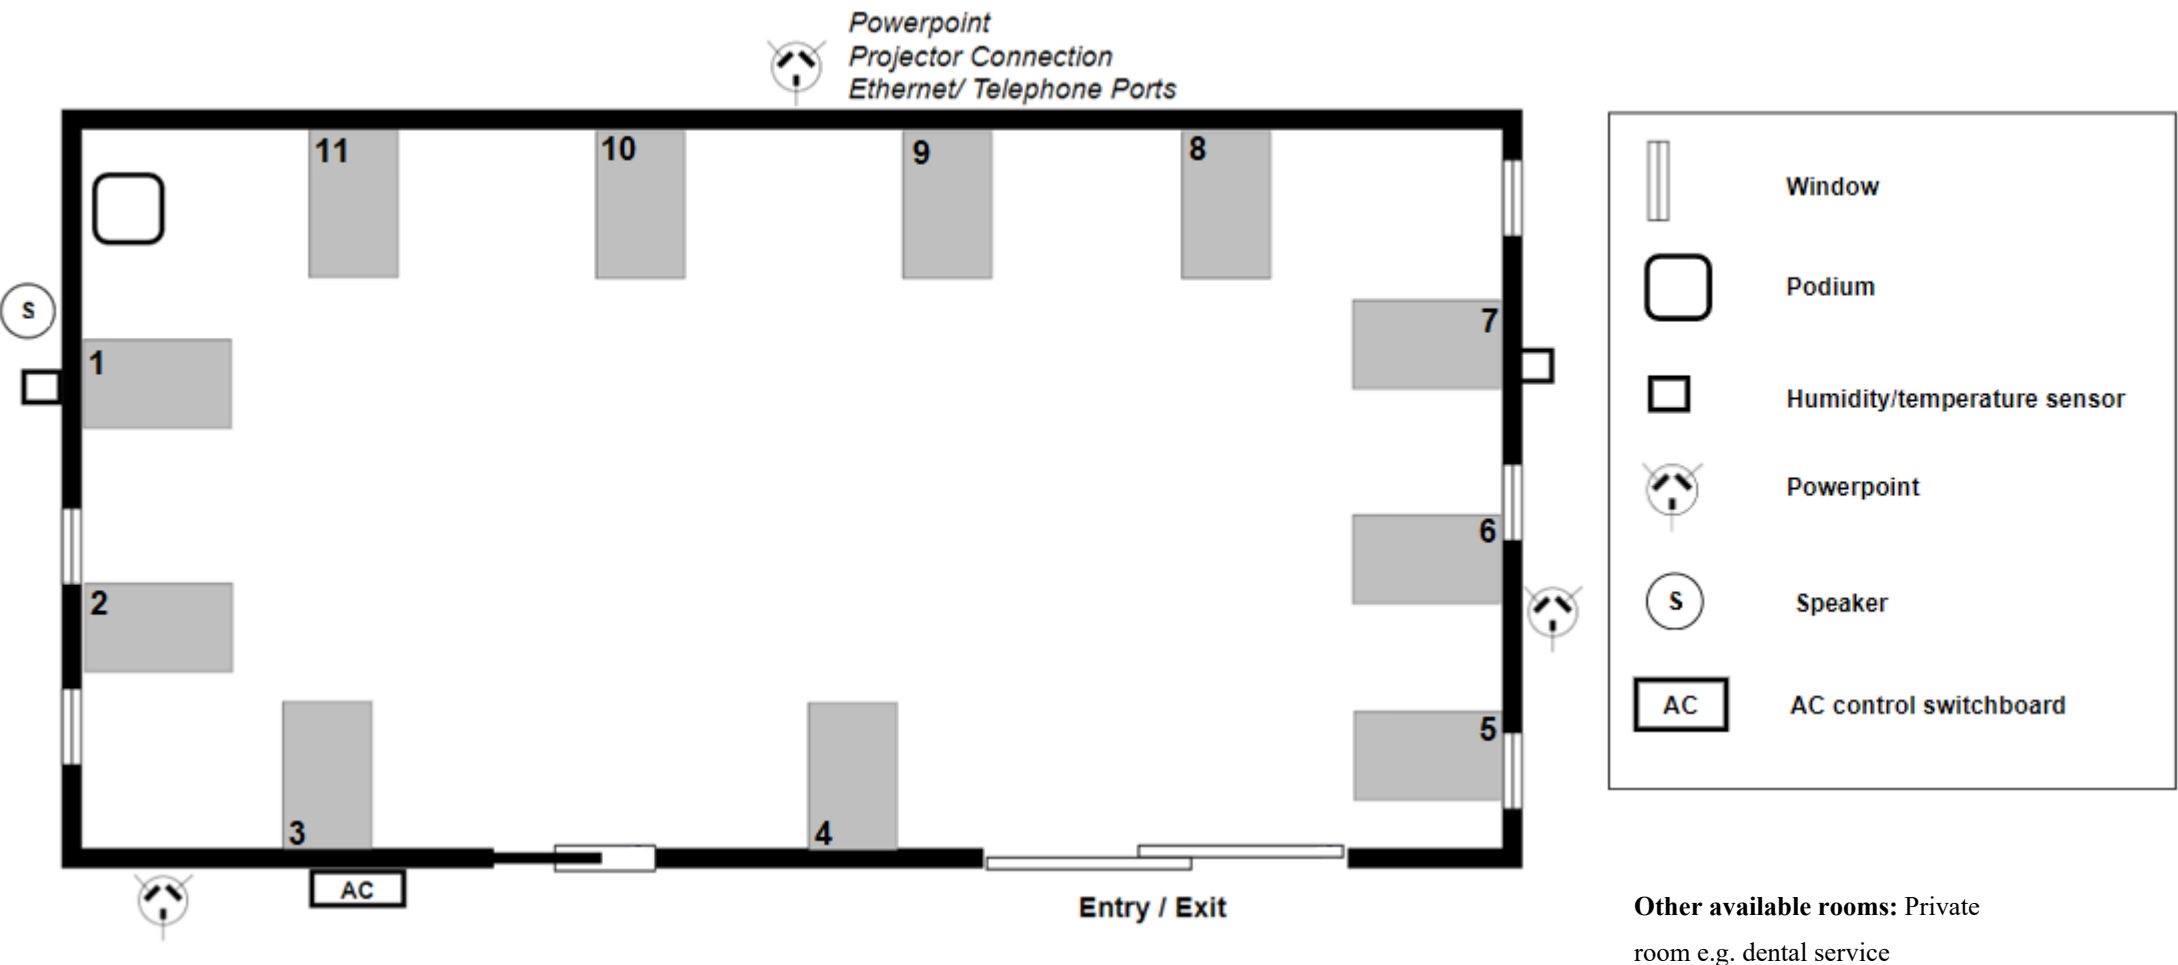 Powerpoint
Projector Connection
Ethernet/ Telephone Ports
11
10
9
8
7
6
5
4
3
2
1
S
AC
Entry / Exit
Window
Podium
Humidity/temperature sensor
Powerpoint
S Speaker
AC AC control switchboard
Other available rooms: Private
room e.g. dental service